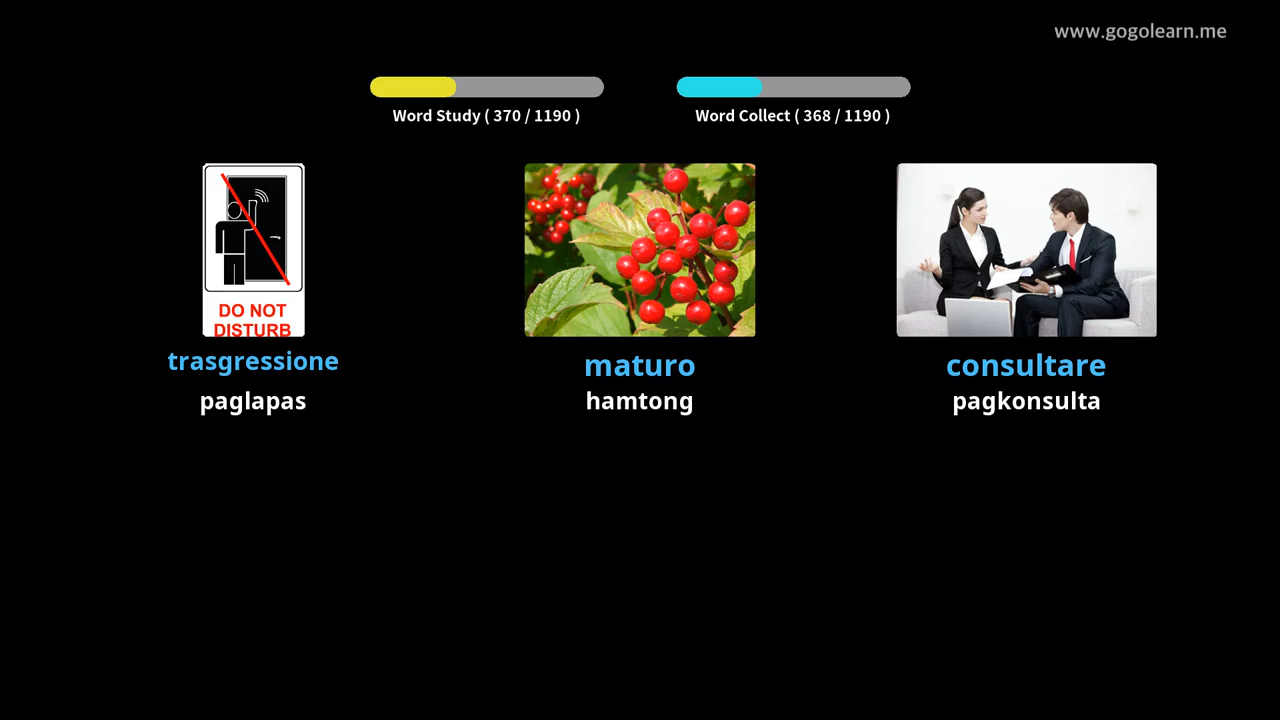 www.gogolearn.me
Word Study ( 370 / 1190 )
Word Collect ( 368 / 1190 )
DO NOT
DISTURB
trasgressione
maturo
consultare
paglapas
hamtong
pagkonsulta